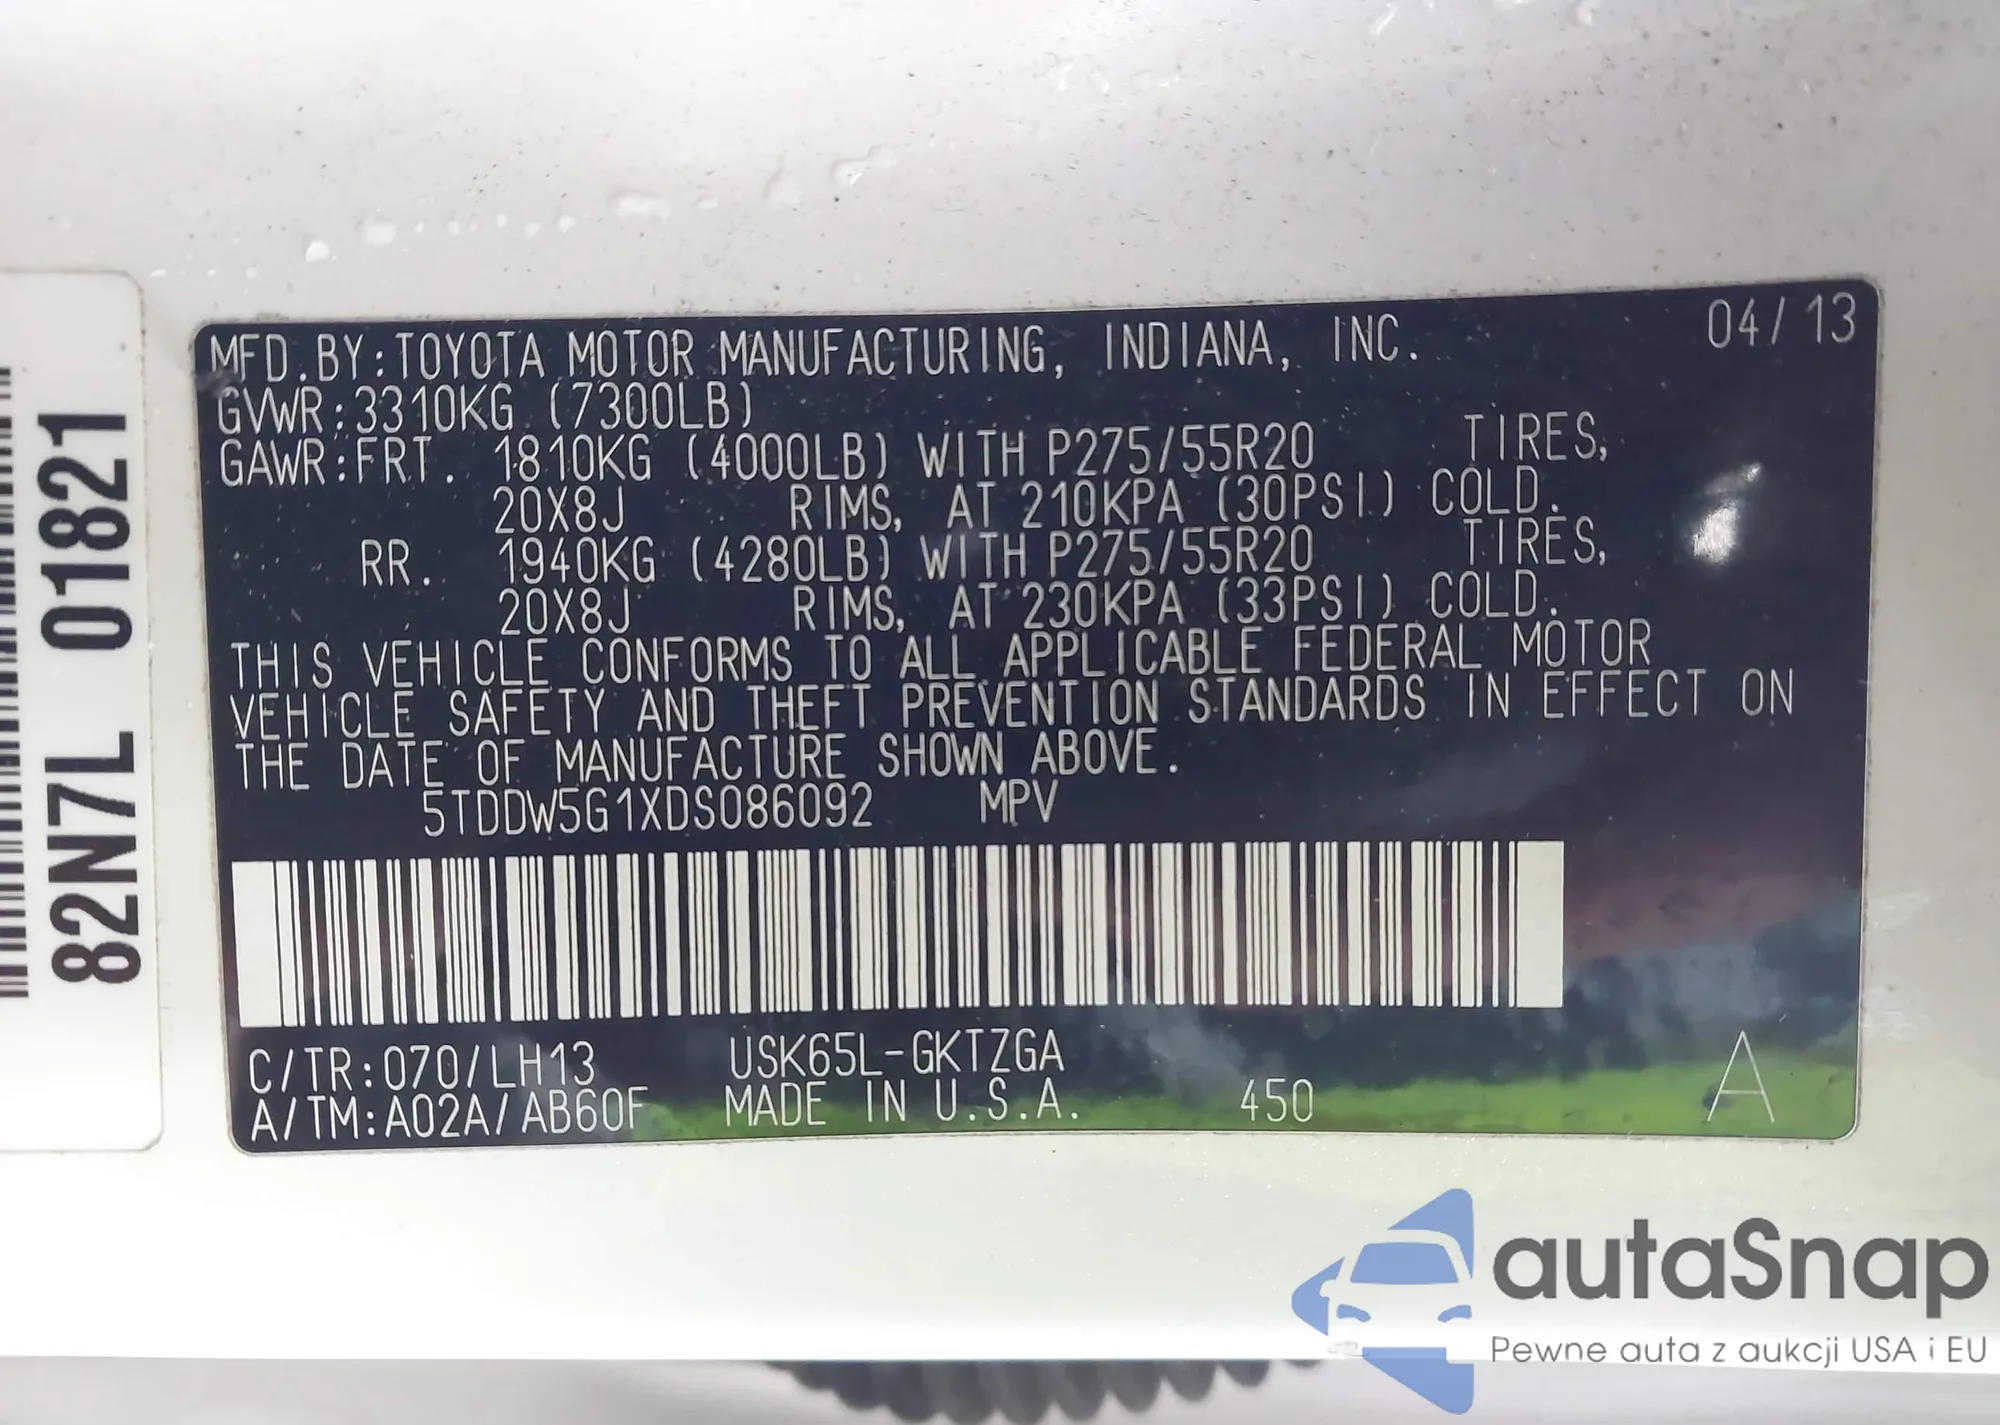 82N7L 01821
MFD.BY:TOYOTA MOTOR MANUFACTURING, INDIANA, INC. 04/13
GVWR:3310KG (7300LB)
GAWR:FRT. 1810KG (4000LB) WITH P275/55R20 TIRES,
20X8J RIMS, AT 210KPA (30PSI) COLD.
RR. 1940KG (4280LB) WITH P275/55R20 TIRES,
20X8J RIMS, AT 230KPA (33PSI) COLD.
THIS VEHICLE CONFORMS TO ALL APPLICABLE FEDERAL MOTOR
VEHICLE SAFETY AND THEFT PREVENTION STANDARDS IN EFFECT ON
THE DATE OF MANUFACTURE SHOWN ABOVE.
5TDDW5G1XDS086092 MPV
C/TR:070/LH13 USK65L-GKTZGA
A/TM:A02A/AB60F MADE IN U.S.A. 450 A
autaSnap
Pewne auta z aukcji USA i EU